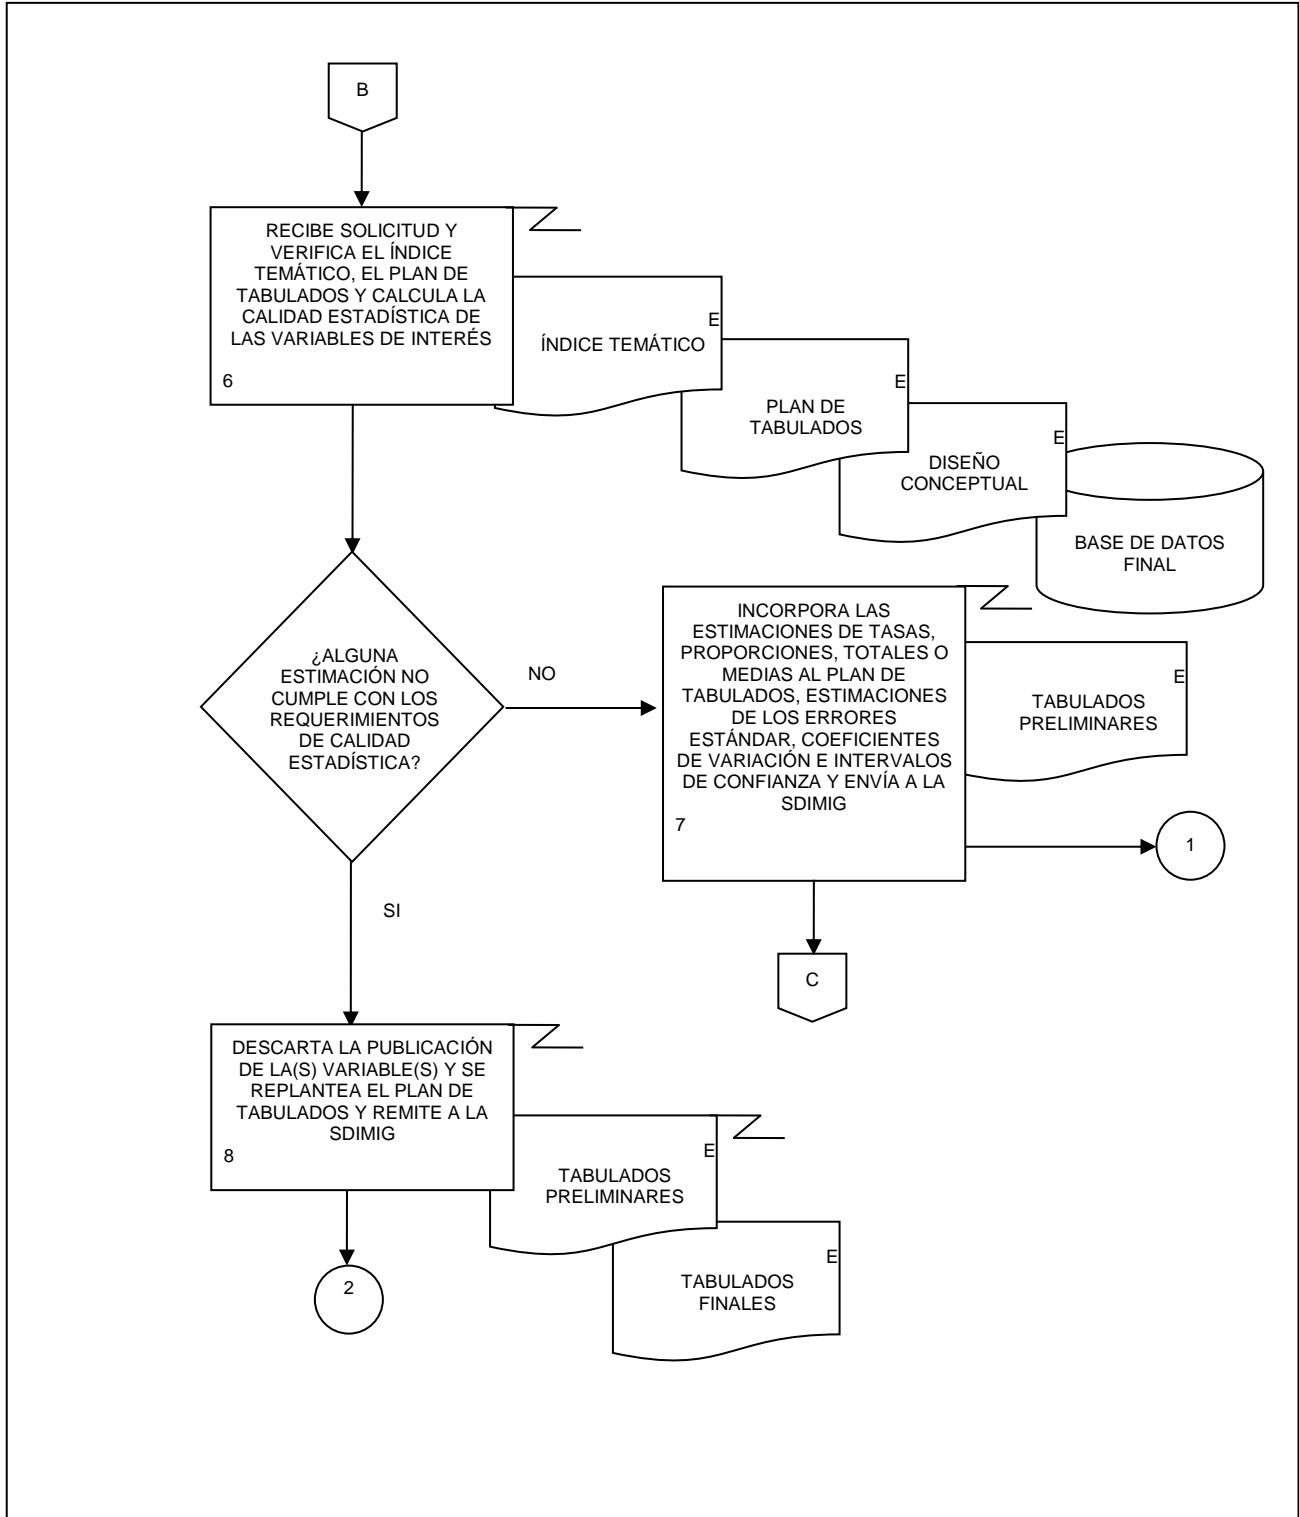 B
RECIBE SOLICITUD Y
VERIFICA EL ÍNDICE
TEMÁTICO, EL PLAN DE
TABULADOS Y CALCULA LA
CALIDAD ESTADÍSTICA DE
LAS VARIABLES DE INTERÉS
6
E
ÍNDICE TEMÁTICO
E
PLAN DE
TABULADOS
E
DISEÑO
CONCEPTUAL
BASE DE DATOS
FINAL
¿ALGUNA
ESTIMACIÓN NO
CUMPLE CON LOS
REQUERIMIENTOS
DE CALIDAD
ESTADÍSTICA?
NO
INCORPORA LAS
ESTIMACIONES DE TASAS,
PROPORCIONES, TOTALES O
MEDIAS AL PLAN DE
TABULADOS, ESTIMACIONES
DE LOS ERRORES
ESTÁNDAR, COEFICIENTES
DE VARIACIÓN E INTERVALOS
DE CONFIANZA Y ENVÍA A LA
SDIMIG
7
E
TABULADOS
PRELIMINARES
1
C
SI
DESCARTA LA PUBLICACIÓN
DE LA(S) VARIABLE(S) Y SE
REPLANTEA EL PLAN DE
TABULADOS Y REMITE A LA
SDIMIG
8
E
TABULADOS
PRELIMINARES
E
TABULADOS
FINALES
2